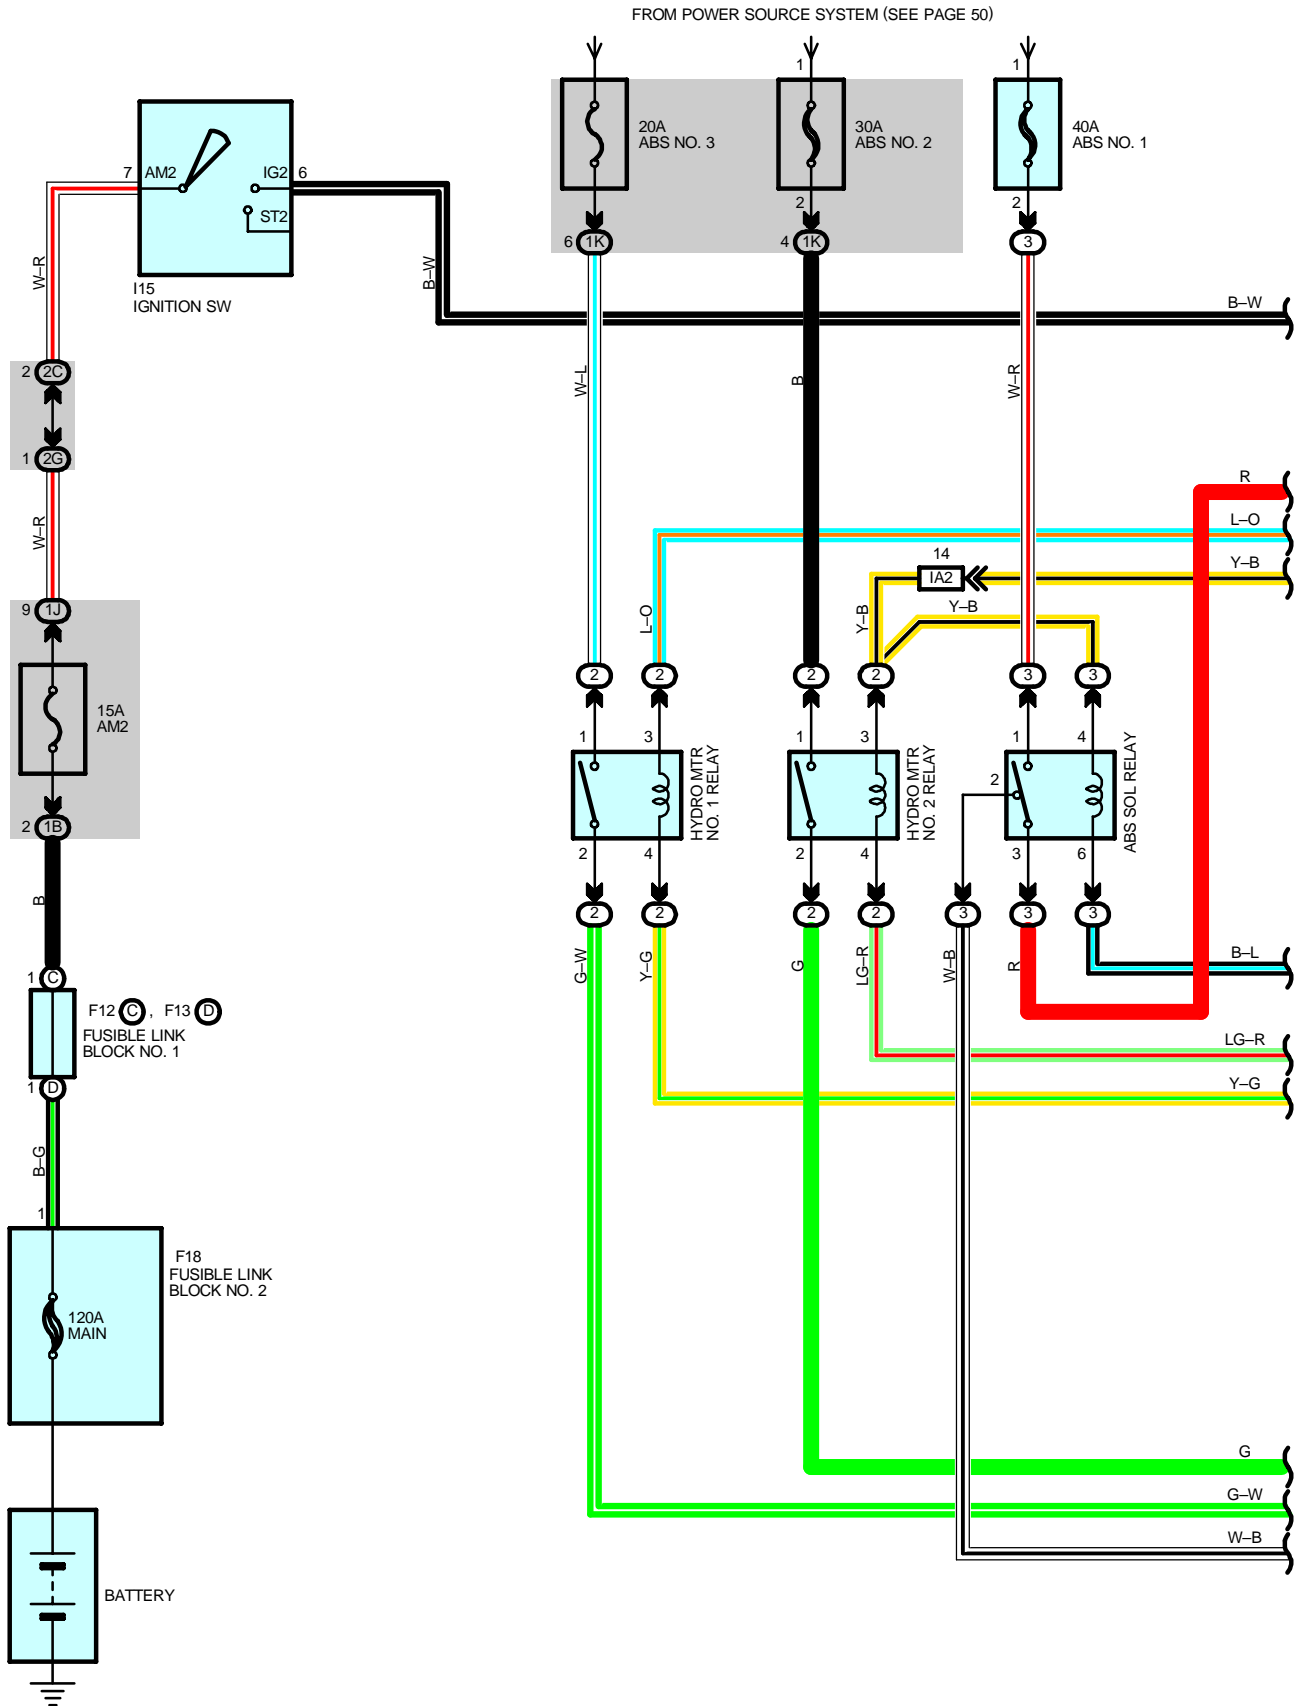 FROM POWER SOURCE SYSTEM (SEE PAGE 50)
1
1
20A
ABS NO. 3
30A
ABS NO. 2
40A
ABS NO. 1
2
2
6 1K
4 1K
3
7 AM2
IG2 6
ST2
I15
IGNITION SW
W–R
B–W
B–W
2 2C
W–L
B
W–R
1 2G
R
W–R
L–O
14
IA2
Y–B
Y–B
9 1J
L–O
Y–B
2
2
2
2
3
3
15A
AM2
1
3
1
3
1
4
2
HYDRO MTR
NO. 1 RELAY
HYDRO MTR
NO. 2 RELAY
ABS SOL RELAY
2 1B
2
4
2
4
3
6
B
2
2
2
2
3
3
3
G–W
Y–G
G
LG–R
W–B
R
B–L
1 C
F12 C , F13 D
FUSIBLE LINK
BLOCK NO. 1
LG–R
1 D
Y–G
B–G
1
F18
FUSIBLE LINK
BLOCK NO. 2
120A
MAIN
G
G–W
W–B
BATTERY